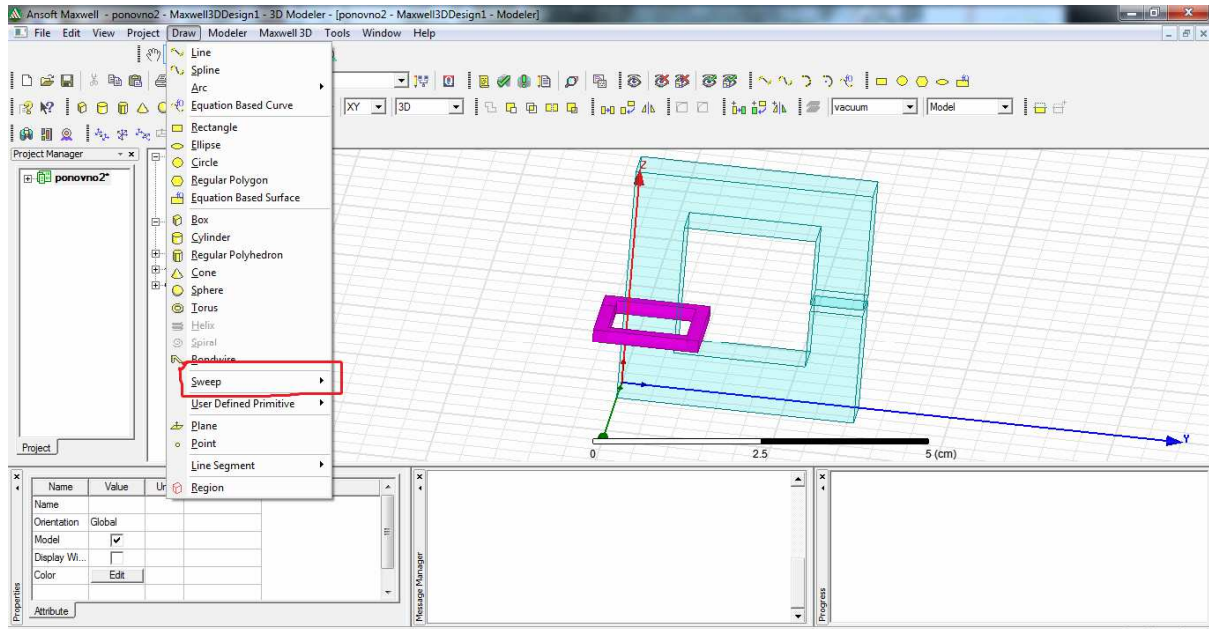 Ansoft Maxwell - ponovno2 - Maxwell3DDesign1 - 3D Modeler - [ponovno2 - Maxwell3DDesign1 - Modeler]
File Edit View Project Draw Modeler Maxwell 3D Tools Window Help
Line
Spline
Arc
Equation Based Curve
Rectangle
Ellipse
Circle
Regular Polygon
Equation Based Surface
Box
Cylinder
Regular Polyhedron
Cone
Sphere
Torus
Helix
Spiral
Bondwire
Sweep
User Defined Primitive
Plane
Point
Line Segment
Region
XY 3D vacuum Model
Project Manager
ponovno2*
Project
Z
Y
0 2.5 5 (cm)
Name Value
Name
Orientation Global
Model
Display Wi...
Color Edit
Attribute
Properties
Message Manager
Progress